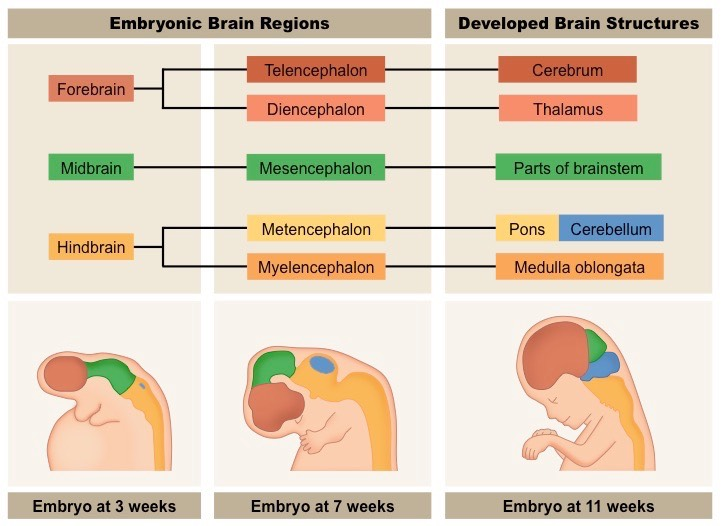 Embryonic Brain Regions
Developed Brain Structures
Forebrain
Telencephalon
Cerebrum
Diencephalon
Thalamus
Midbrain
Mesencephalon
Parts of brainstem
Hindbrain
Metencephalon
Pons
Cerebellum
Myelencephalon
Medulla oblongata
Embryo at 3 weeks
Embryo at 7 weeks
Embryo at 11 weeks